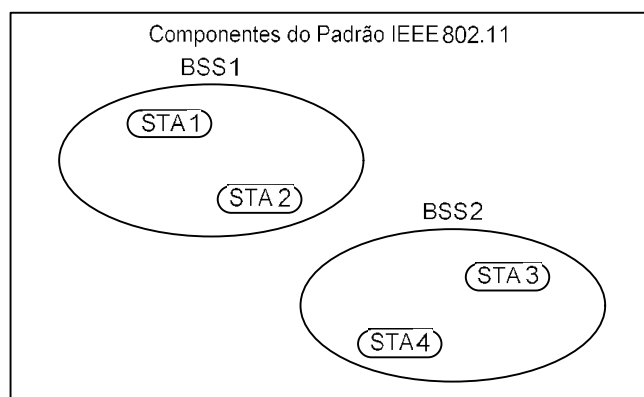 Componentes do Padrão IEEE 802.11
BSS1
STA 1
STA 2
BSS2
STA 3
STA 4